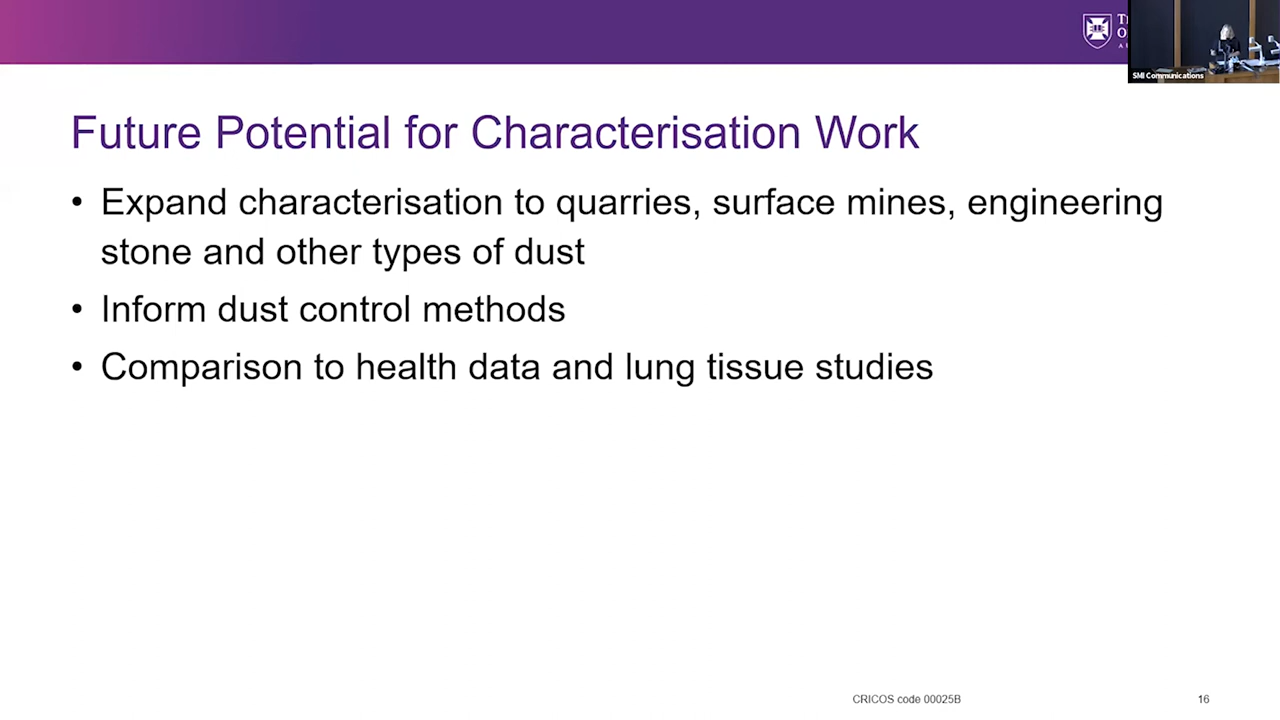 SMI Communications
Future Potential for Characterisation Work
• Expand characterisation to quarries, surface mines, engineering
stone and other types of dust
• Inform dust control methods
• Comparison to health data and lung tissue studies
CRICOS code 00025B
16